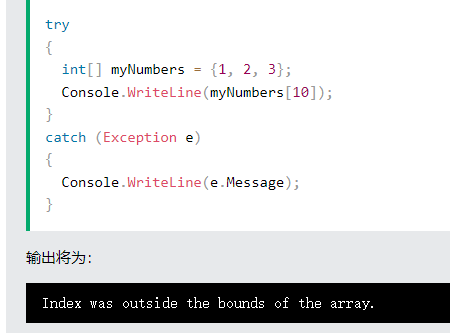 try
{
  int[] myNumbers = {1, 2, 3};
  Console.WriteLine(myNumbers[10]);
}
catch (Exception e)
{
  Console.WriteLine(e.Message);
}
输出将为：
Index was outside the bounds of the array.